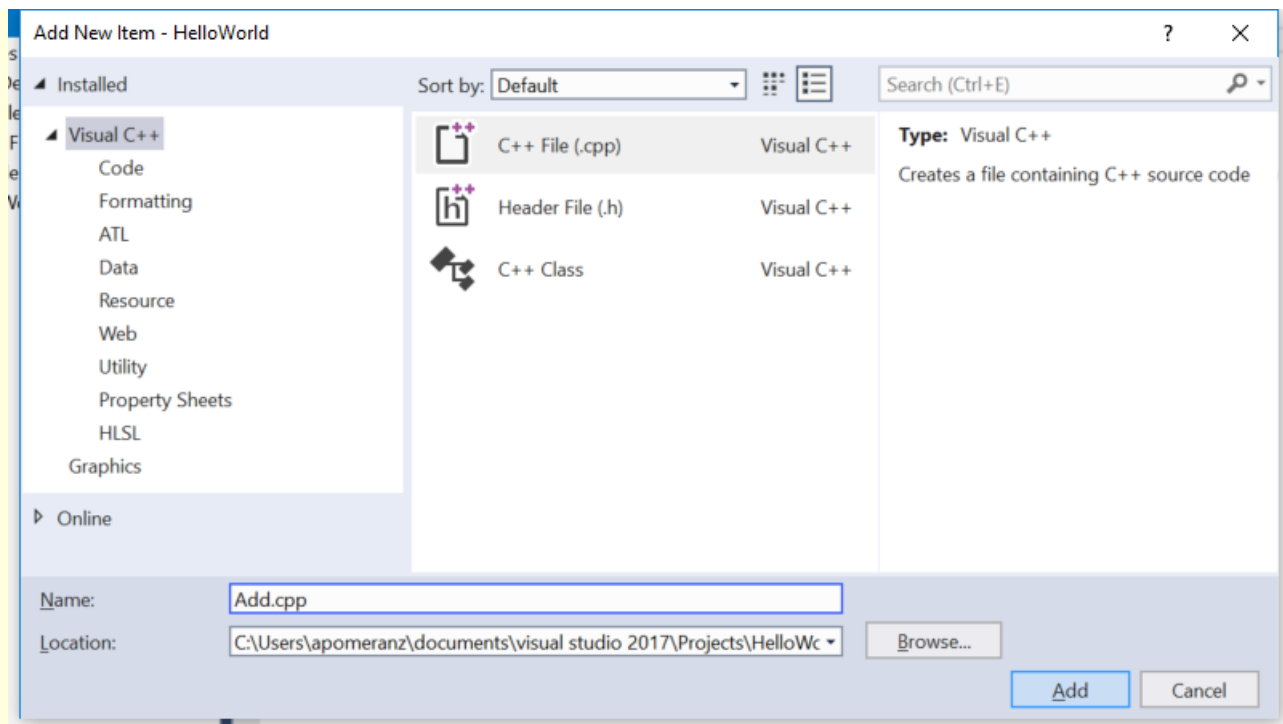 Add New Item - HelloWorld
?
Installed
Sort by: Default
Search (Ctrl+E)
Visual C++
Code
Formatting
ATL
Data
Resource
Web
Utility
Property Sheets
HLSL
Graphics
Online
C++ File (.cpp) Visual C++
Header File (.h) Visual C++
C++ Class Visual C++
Type: Visual C++
Creates a file containing C++ source code
Name: Add.cpp
Location: C:\Users\apomeranz\documents\visual studio 2017\Projects\HelloWc
Browse...
Add Cancel